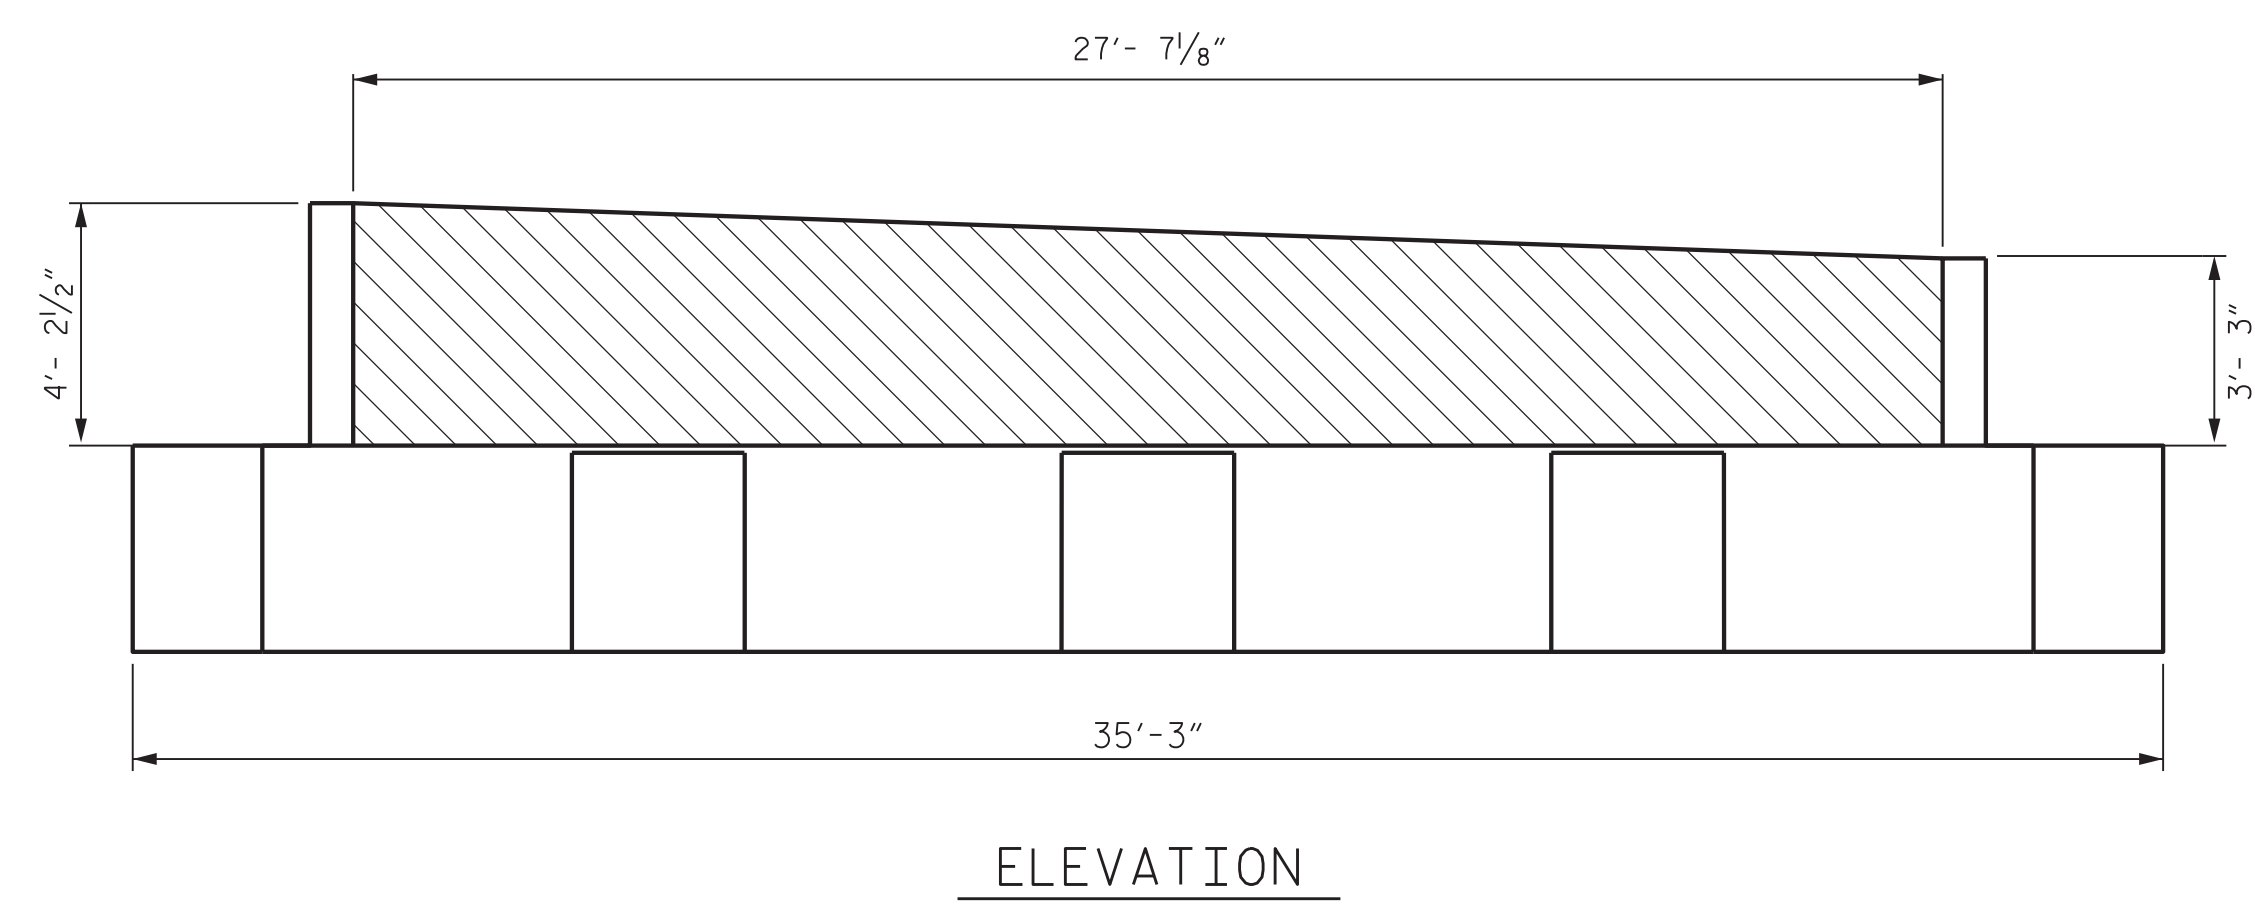 27'- 7 1/8"
4'- 2 1/2"
3'- 3"
35'-3"
ELEVATION